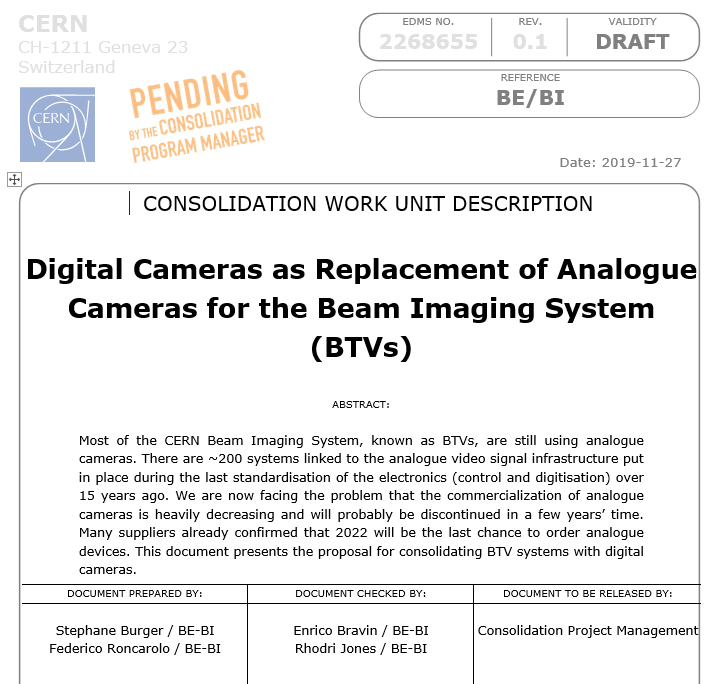 CERN
CH-1211 Geneva 23
Switzerland
EDMS NO.
2268655
REV.
0.1
VALIDITY
DRAFT
REFERENCE
BE/BI
CERN
PENDING
BY THE CONSOLIDATION
PROGRAM MANAGER
Date: 2019-11-27
CONSOLIDATION WORK UNIT DESCRIPTION
Digital Cameras as Replacement of Analogue
Cameras for the Beam Imaging System
(BTVs)
ABSTRACT:
Most of the CERN Beam Imaging System, known as BTVs, are still using analogue
cameras. There are ~200 systems linked to the analogue video signal infrastructure put
in place during the last standardisation of the electronics (control and digitisation) over
15 years ago. We are now facing the problem that the commercialization of analogue
cameras is heavily decreasing and will probably be discontinued in a few years’ time.
Many suppliers already confirmed that 2022 will be the last chance to order analogue
devices. This document presents the proposal for consolidating BTV systems with digital
cameras.
DOCUMENT PREPARED BY:
DOCUMENT CHECKED BY:
DOCUMENT TO BE RELEASED BY:
Stephane Burger / BE-BI
Federico Roncarolo / BE-BI
Enrico Bravin / BE-BI
Rhodri Jones / BE-BI
Consolidation Project Management